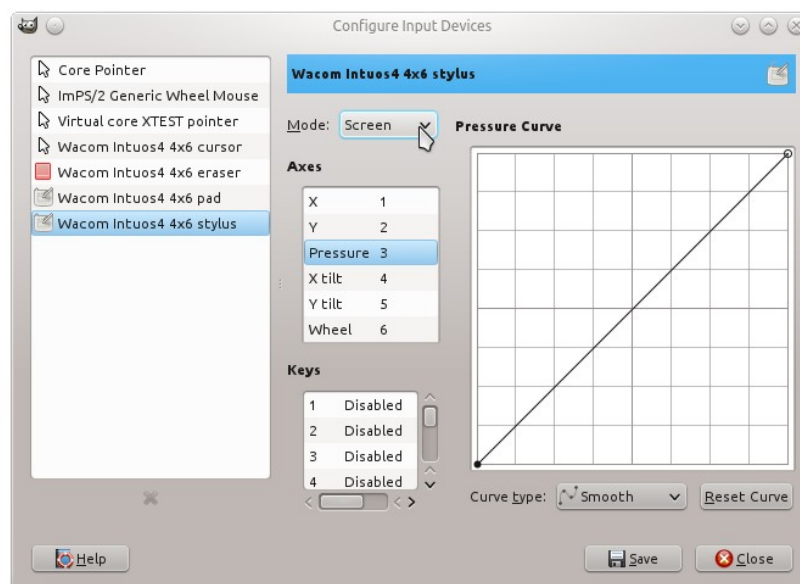 Configure Input Devices
Core Pointer
ImPS/2 Generic Wheel Mouse
Virtual core XTEST pointer
Wacom Intuos4 4x6 cursor
Wacom Intuos4 4x6 eraser
Wacom Intuos4 4x6 pad
Wacom Intuos4 4x6 stylus
Wacom Intuos4 4x6 stylus
Mode: Screen
Axes
X 1
Y 2
Pressure 3
X tilt 4
Y tilt 5
Wheel 6
Keys
1 Disabled
2 Disabled
3 Disabled
4 Disabled
Pressure Curve
Curve type: Smooth
Reset Curve
Help
Save
Close